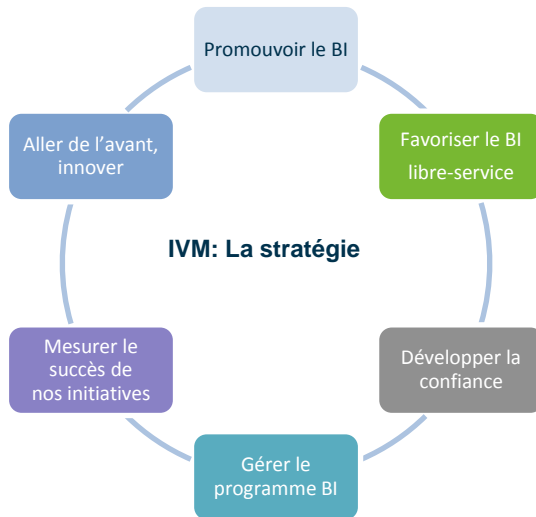 Promouvoir le BI
Favoriser le BI
libre-service
Développer la
confiance
Gérer le
programme BI
Mesurer le
succès de
nos initiatives
Aller de l’avant,
innover
IVM: La stratégie